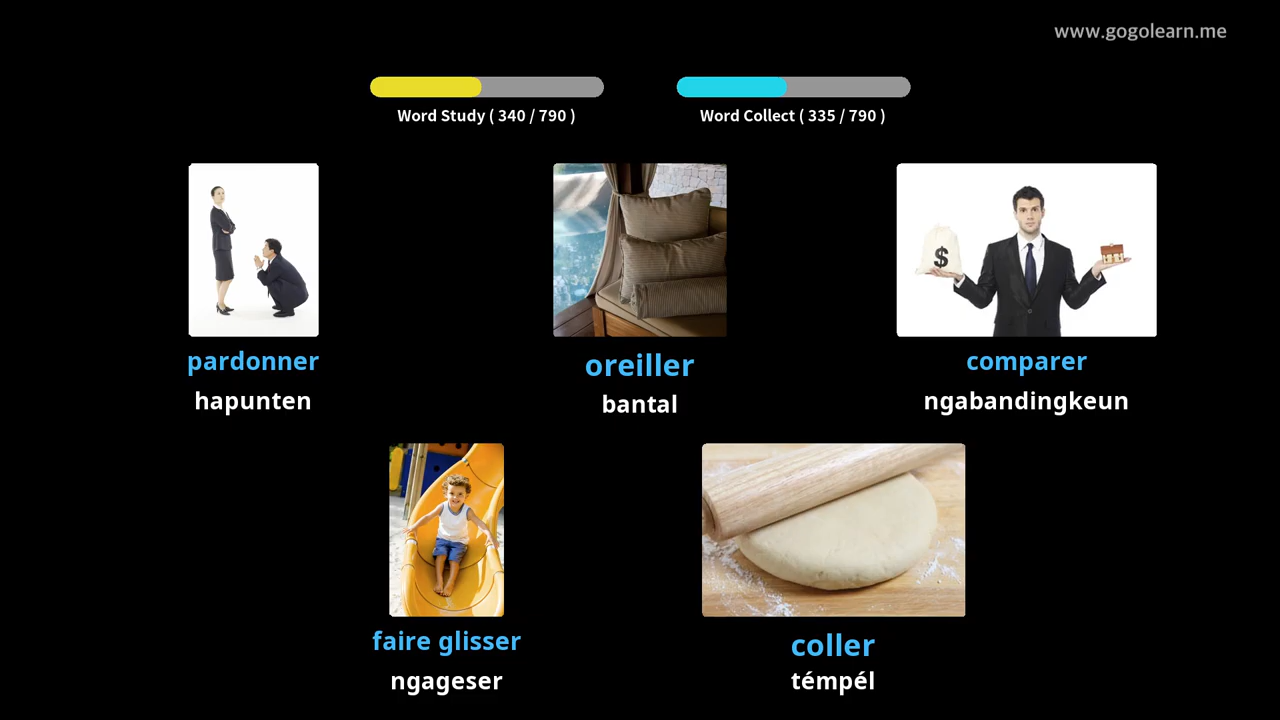 www.gogolearn.me
Word Study ( 340 / 790 )
Word Collect ( 335 / 790 )
pardonner
hapunten
oreiller
bantal
comparer
ngabandingkeun
$
faire glisser
ngageser
coller
témpél